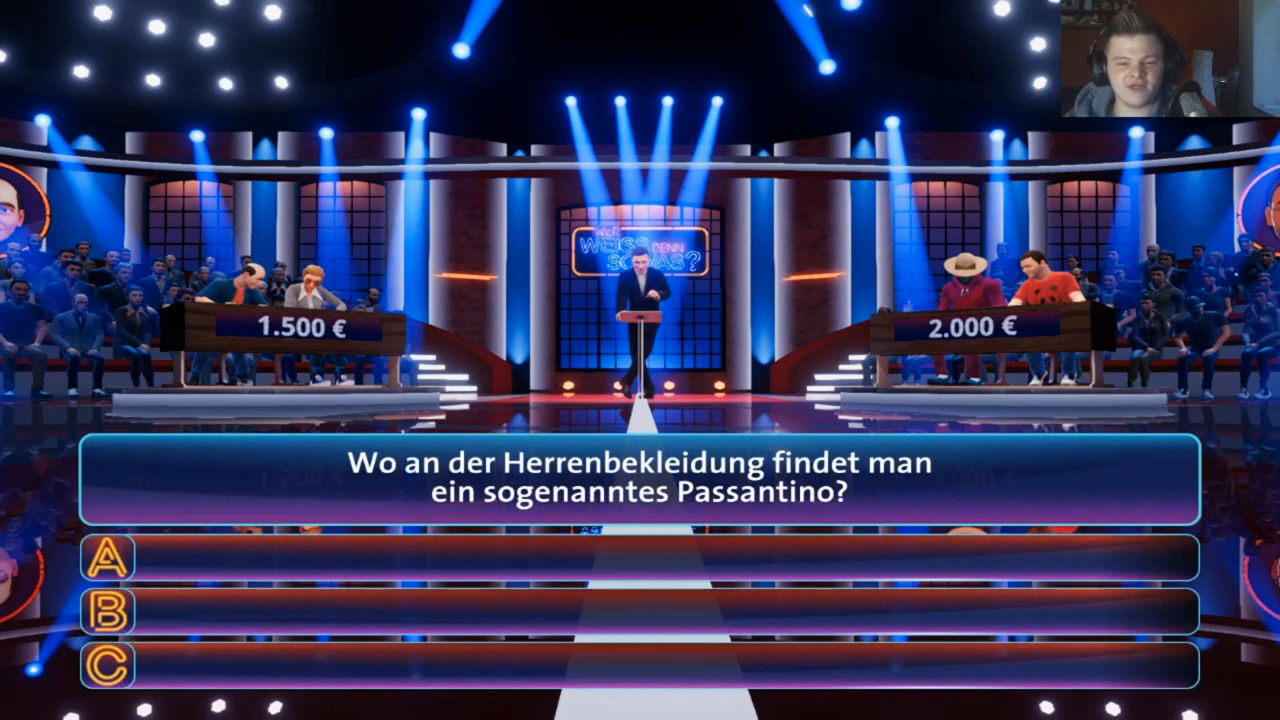 WER
WEISS DENN
SOWAS?
1.500 €
2.000 €
Wo an der Herrenbekleidung findet man
ein sogenanntes Passantino?
A
B
C